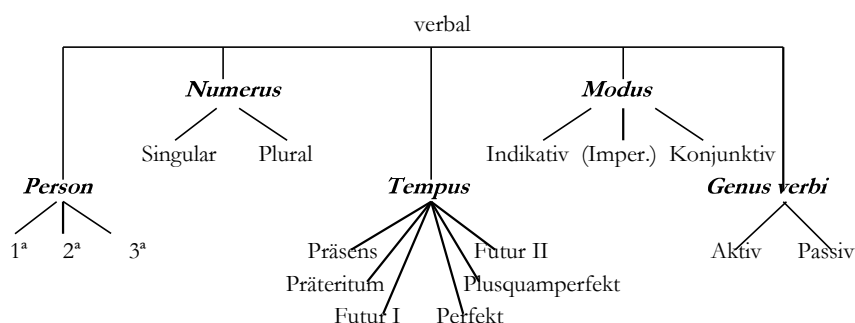 verbal
Numerus Modus
Singular Plural Indikativ (Imper.) Konjunktiv
Person Tempus Genus verbi
1ª 2ª 3ª Präsens Futur II Aktiv Passiv
Präteritum Plusquamperfekt
Futur I Perfekt